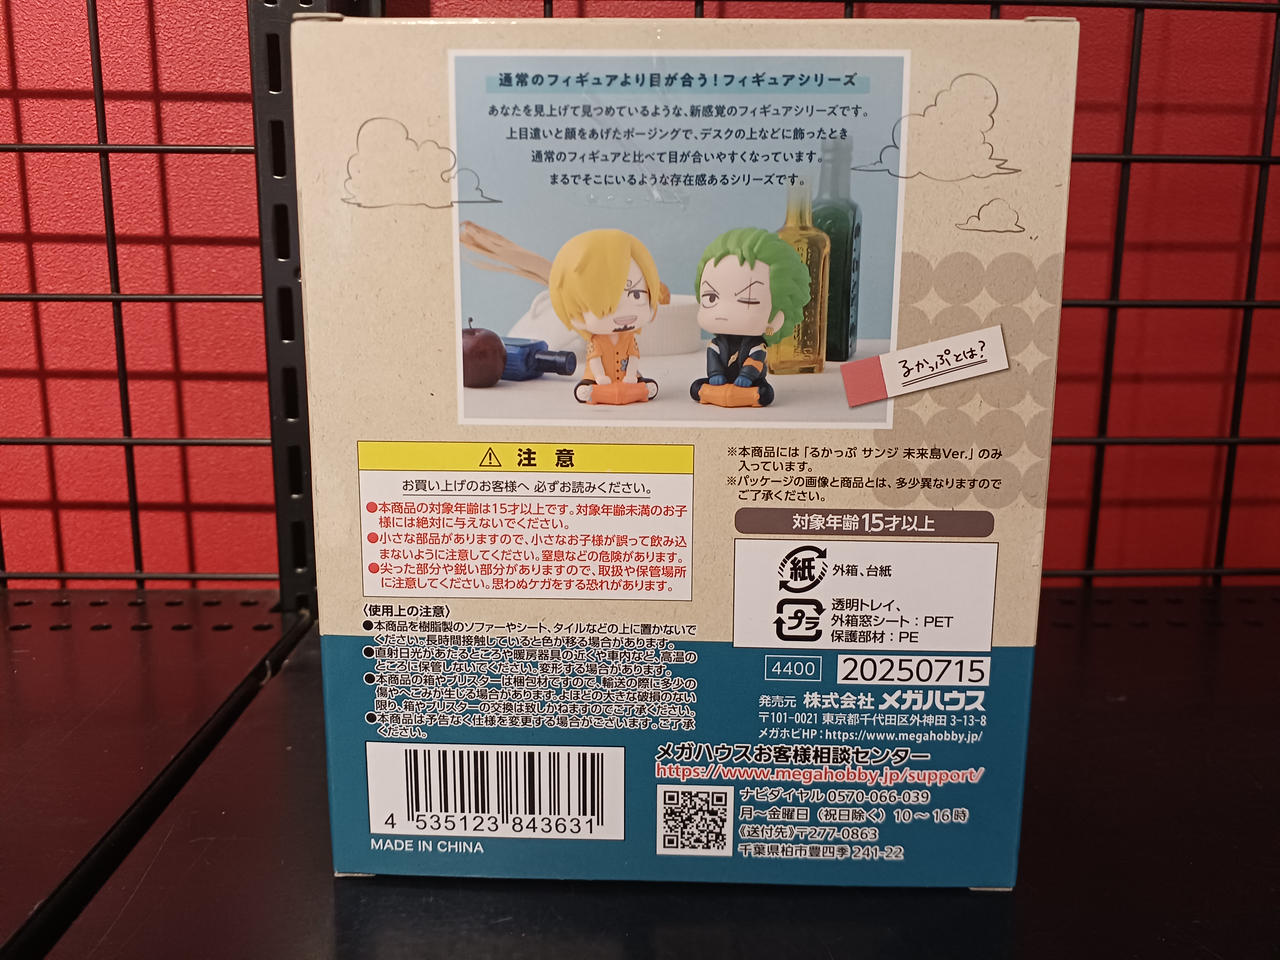 通常のフィギュアより目が合う！フィギュアシリーズ
あなたを見上げて見つめているような、新感覚のフィギュアシリーズです。
上目遣いと顔をあげたポージングで、デスクの上などに飾ったとき
通常のフィギュアと比べて目が合いやすくなっています。
まるでそこにいるような存在感あるシリーズです。
るかっぷとは?
注意
お買い上げのお客様へ 必ずお読みください。
●本商品の対象年齢は15才以上です。対象年齢未満のお子
様には絶対に与えないでください。
●小さな部品がありますので、小さなお子様が誤って飲み込
まないように注意してください。窒息などの危険があります。
●尖った部分や鋭い部分がありますので、取扱や保管場所
に注意してください。思わぬケガをする恐れがあります。
〈使用上の注意〉
●本商品を樹脂製のソファーやシート、タイルなどの上に置かないで
ください。長時間接触していると色が移る場合があります。
●直射日光があたるところや暖房器具の近くや車内など、高温の
ところに保管しないでください。変形する場合があります。
●本商品の箱やブリスターは梱包材ですので、輸送の際に多少の
傷やへこみが生じる場合があります。よほどの大きな破損のない
限り、箱やブリスターの交換は致しかねますのでご了承ください。
●本商品は予告なく仕様を変更する場合がございます。ご了承
ください。
4 535123 843631
MADE IN CHINA
※本商品には「るかっぷ サンジ 未来島Ver.」のみ
入っています。
※パッケージの画像と商品とは、多少異なりますので
ご了承ください。
対象年齢15才以上
紙 外箱、台紙
プラ 透明トレイ、
外箱窓シート：PET
保護部材：PE
4400 20250715
発売元 株式会社メガハウス
〒101-0021 東京都千代田区外神田 3-13-8
メガホビHP：https://www.megahobby.jp/
メガハウスお客様相談センター
https://www.megahobby.jp/support/
ナビダイヤル 0570-066-039
月～金曜日（祝日除く）10～16時
《送付先》〒277-0863
千葉県柏市豊四季 241-22